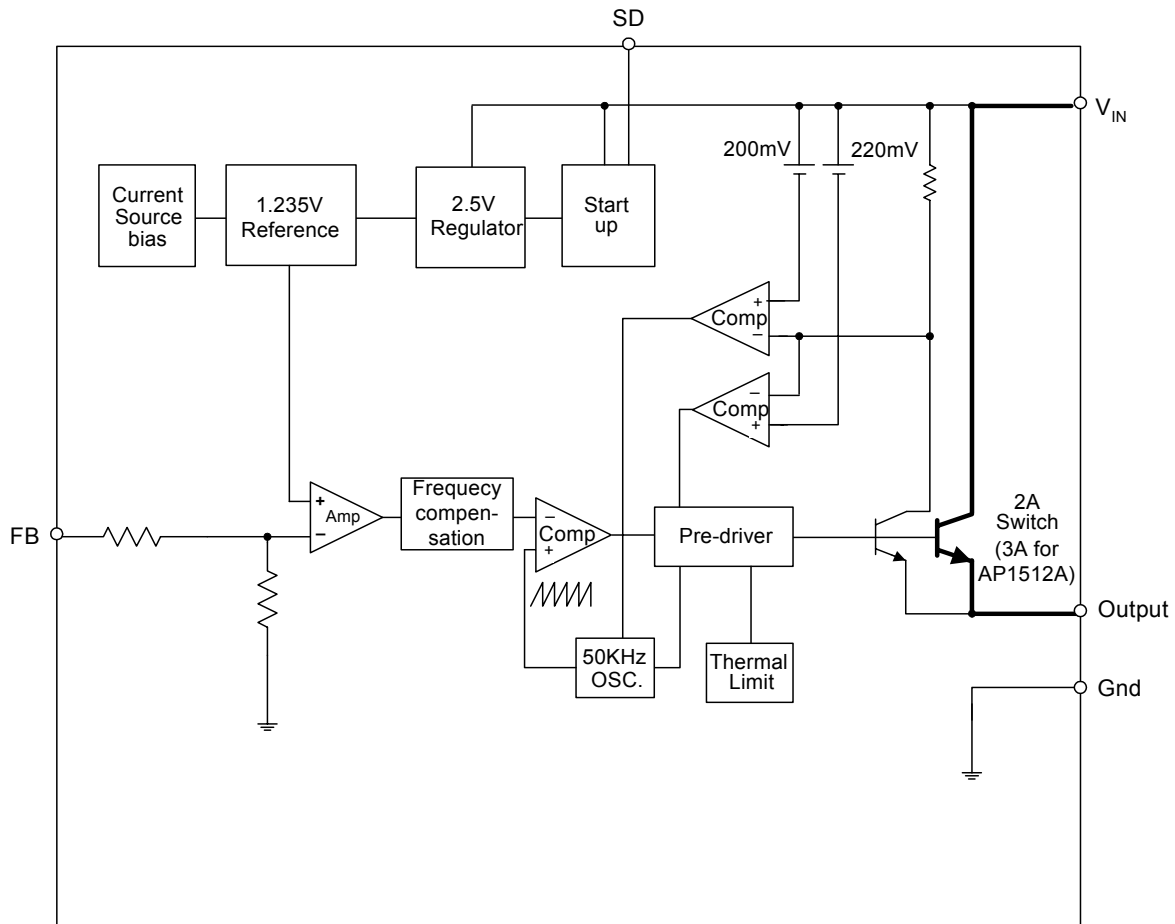 SD
V_IN
200mV
220mV
Current
Source
bias
1.235V
Reference
2.5V
Regulator
Start
up
+
Comp
−
−
Comp
+
FB
+
Amp
−
Frequecy
compen-
sation
−
Comp
+
Pre-driver
2A
Switch
(3A for
AP1512A)
Output
50KHz
OSC.
Thermal
Limit
Gnd